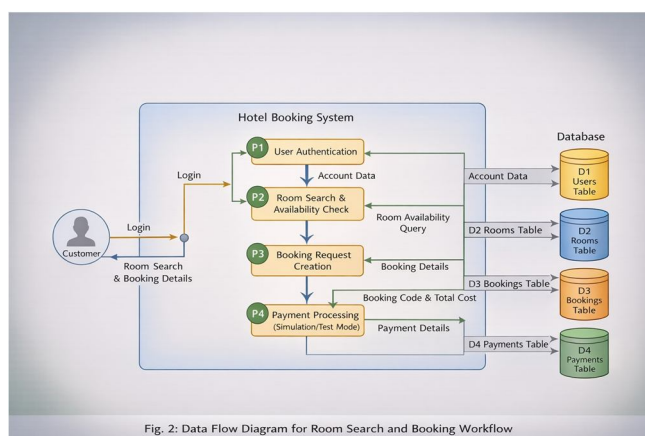 Hotel Booking System
Database
P1
User Authentication
Account Data
Login
P2
Room Search &
Availability Check
Login
Customer
Room Search
& Booking Details
P3
Booking Request
Creation
P4
Payment Processing
(Simulation/Test Mode)
Room Availability
Query
Booking Details
Booking Code & Total Cost
Payment Details
Account Data
D2 Rooms Table
D3 Bookings Table
D4 Payments Table
D1
Users
Table
D2
Rooms
Table
D3
Bookings
Table
D4
Payments
Table
Fig. 2: Data Flow Diagram for Room Search and Booking Workflow